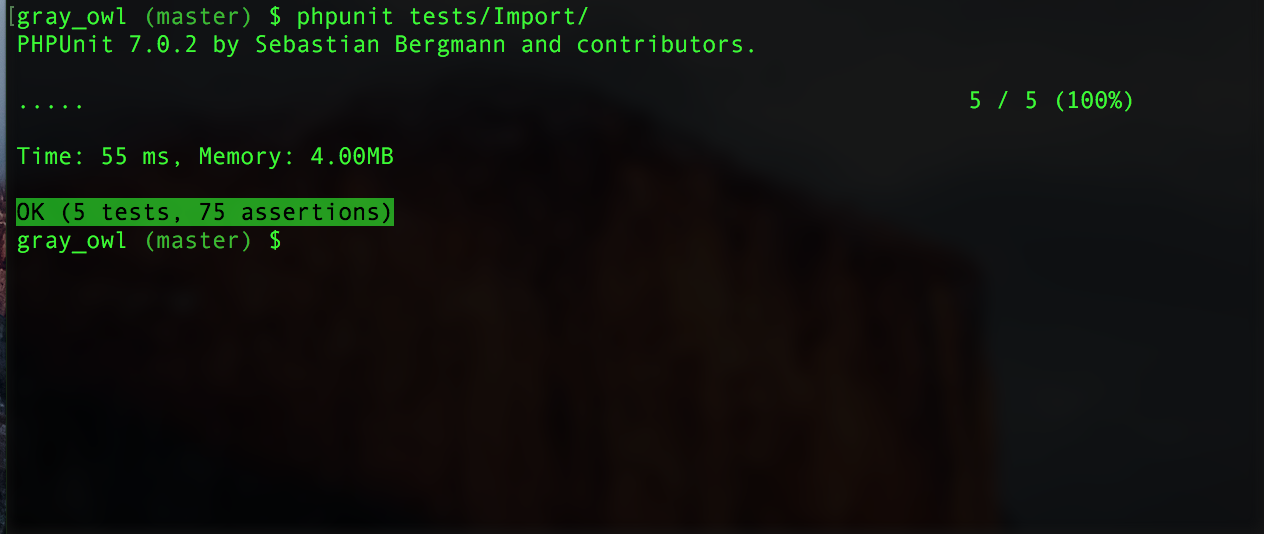 [gray_owl (master) $ phpunit tests/Import/
PHPUnit 7.0.2 by Sebastian Bergmann and contributors.
..... 5 / 5 (100%)
Time: 55 ms, Memory: 4.00MB
OK (5 tests, 75 assertions)
gray_owl (master) $